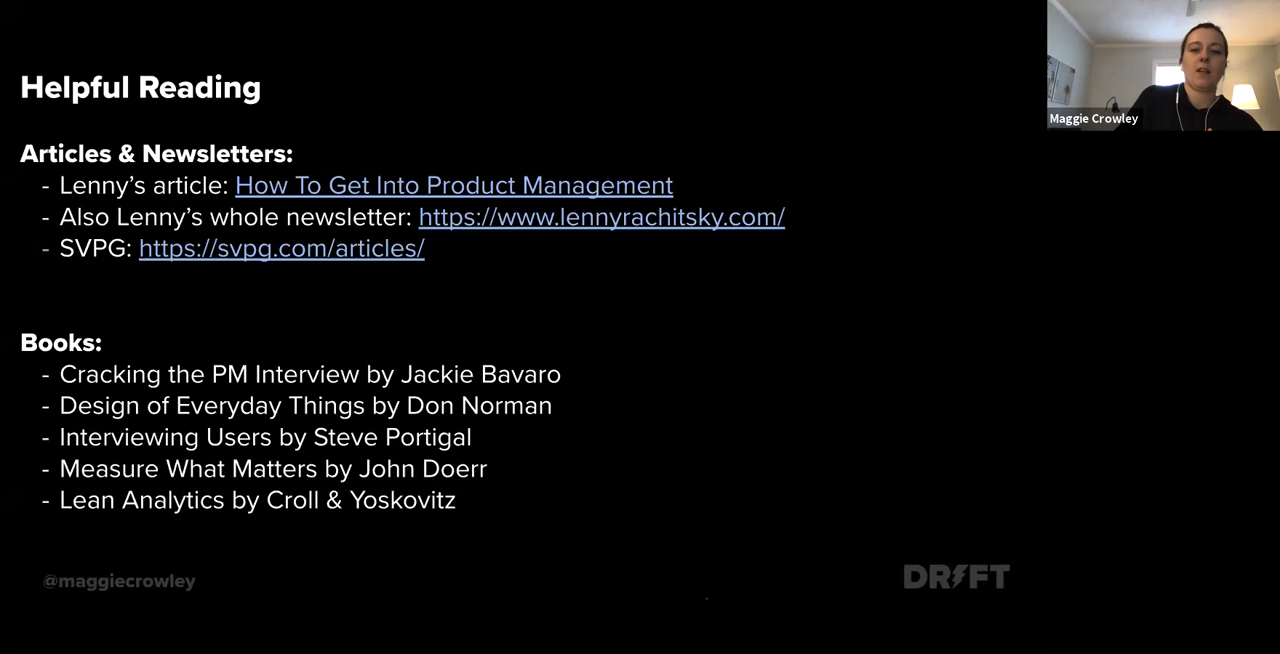 Helpful Reading
Maggie Crowley
Articles & Newsletters:
- Lenny's article: How To Get Into Product Management
- Also Lenny's whole newsletter: https://www.lennyrachitsky.com/
- SVPG: https://svpg.com/articles/
Books:
- Cracking the PM Interview by Jackie Bavaro
- Design of Everyday Things by Don Norman
- Interviewing Users by Steve Portigal
- Measure What Matters by John Doerr
- Lean Analytics by Croll & Yoskovitz
@maggiecrowley
DRIFT